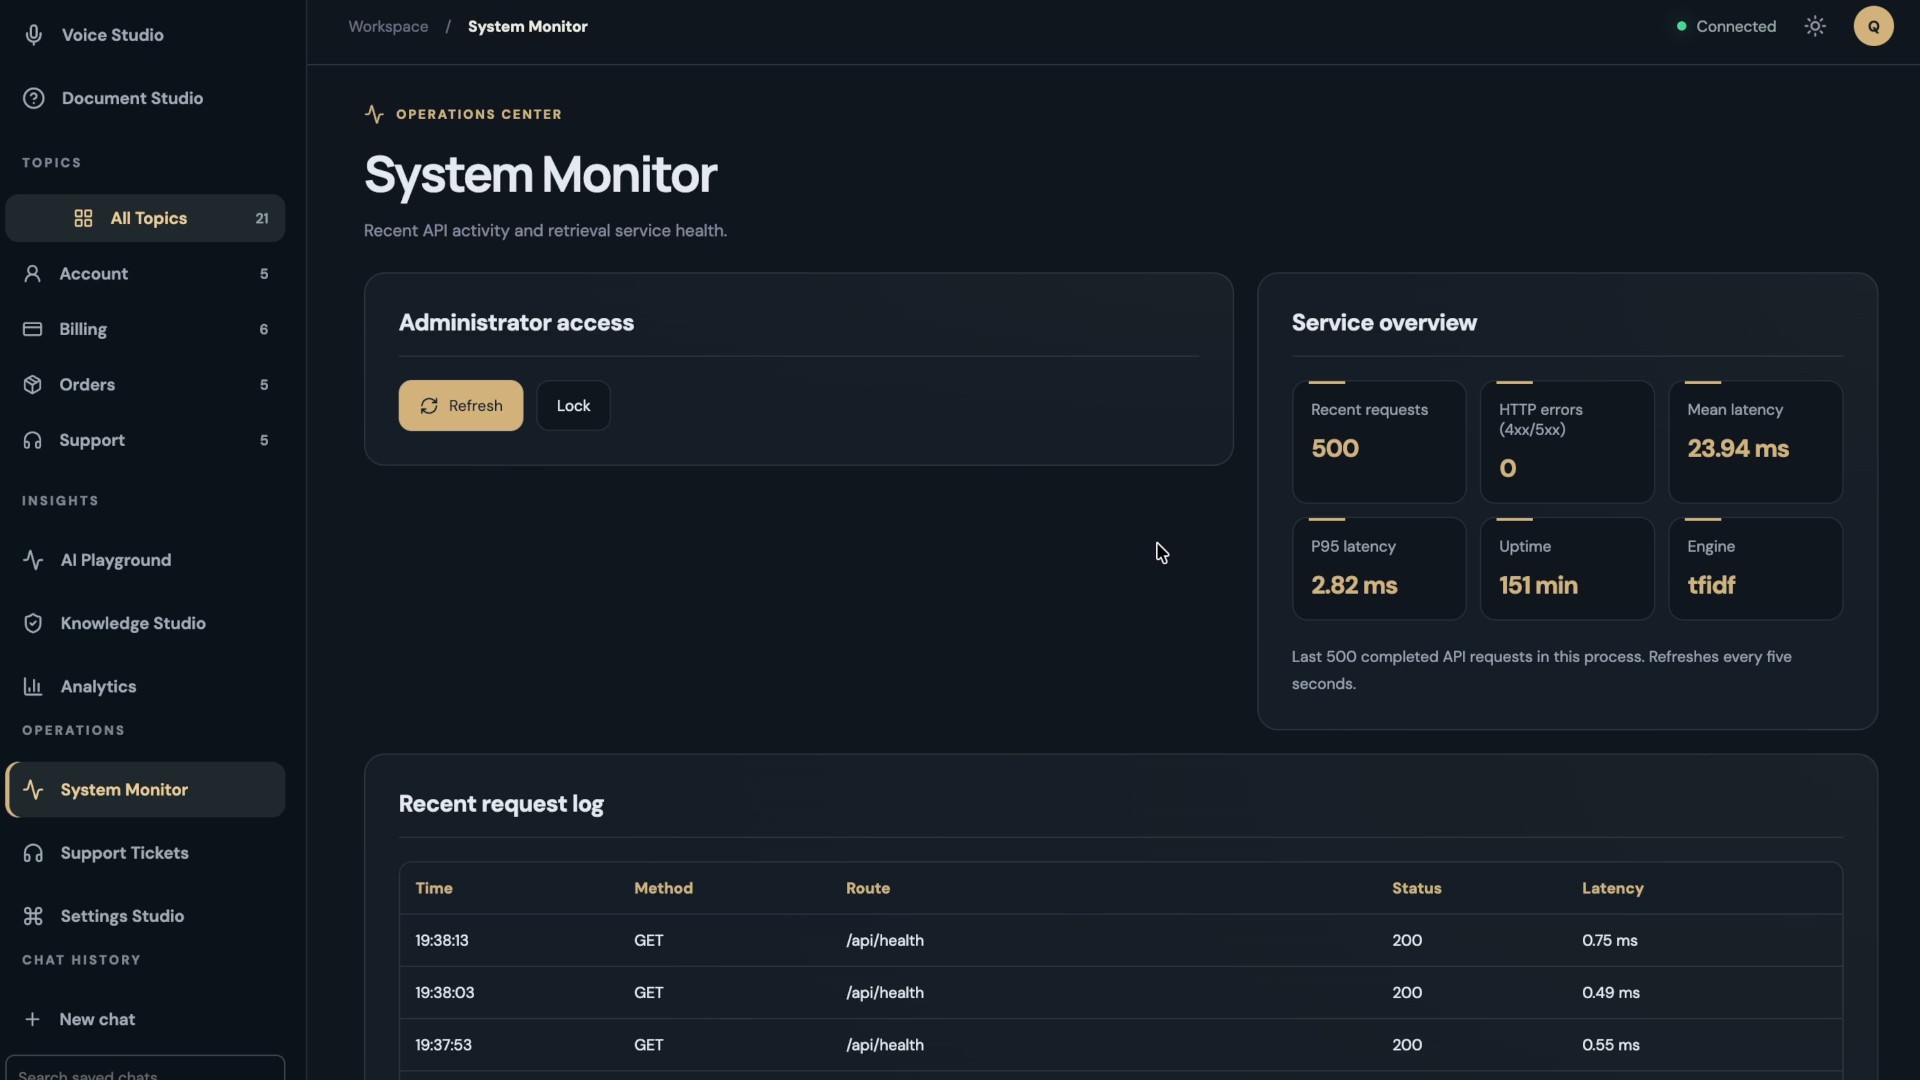 Voice Studio
Document Studio
TOPICS
All Topics 21
Account 5
Billing 6
Orders 5
Support 5
INSIGHTS
AI Playground
Knowledge Studio
Analytics
OPERATIONS
System Monitor
Support Tickets
Settings Studio
CHAT HISTORY
New chat
Search saved chats
Workspace / System Monitor
Connected
Q
OPERATIONS CENTER
System Monitor
Recent API activity and retrieval service health.
Administrator access
Refresh Lock
Service overview
Recent requests
500
HTTP errors
(4xx/5xx)
0
Mean latency
23.94 ms
P95 latency
2.82 ms
Uptime
151 min
Engine
tfidf
Last 500 completed API requests in this process. Refreshes every five
seconds.
Recent request log
Time Method Route Status Latency
19:38:13 GET /api/health 200 0.75 ms
19:38:03 GET /api/health 200 0.49 ms
19:37:53 GET /api/health 200 0.55 ms